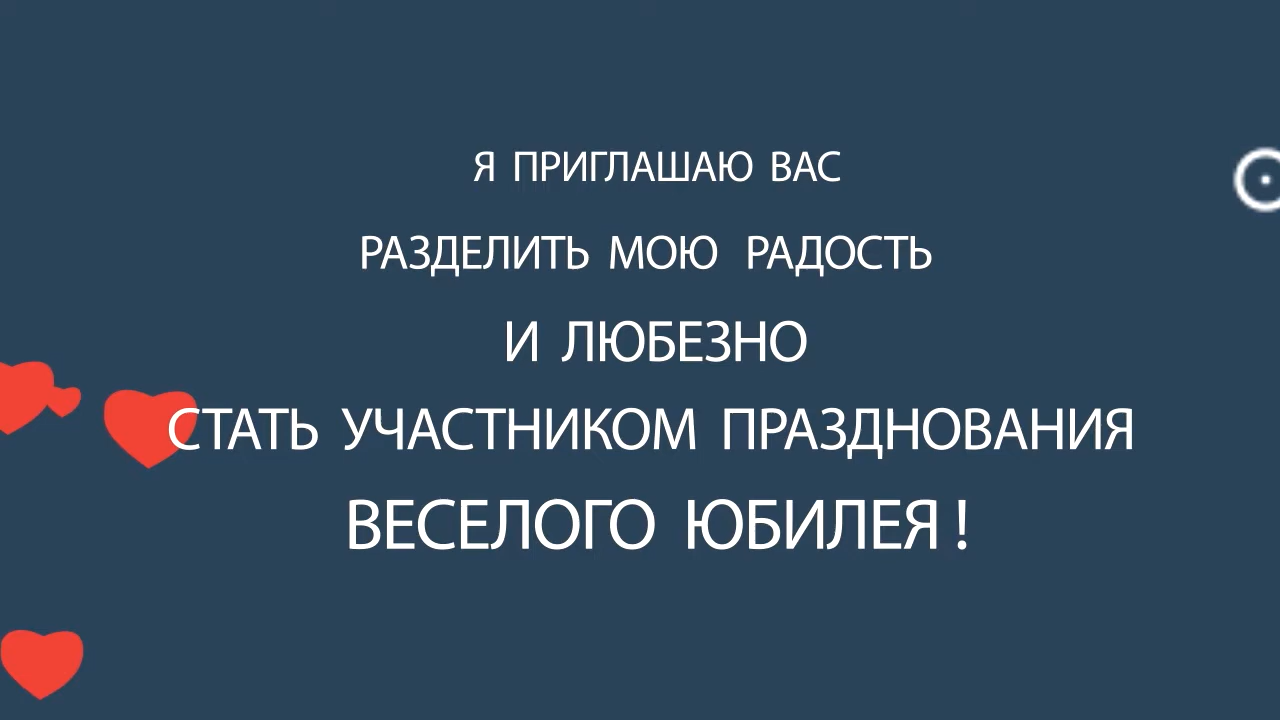 Я ПРИГЛАШАЮ ВАС
РАЗДЕЛИТЬ МОЮ РАДОСТЬ
И ЛЮБЕЗНО
СТАТЬ УЧАСТНИКОМ ПРАЗДНОВАНИЯ
ВЕСЕЛОГО ЮБИЛЕЯ !